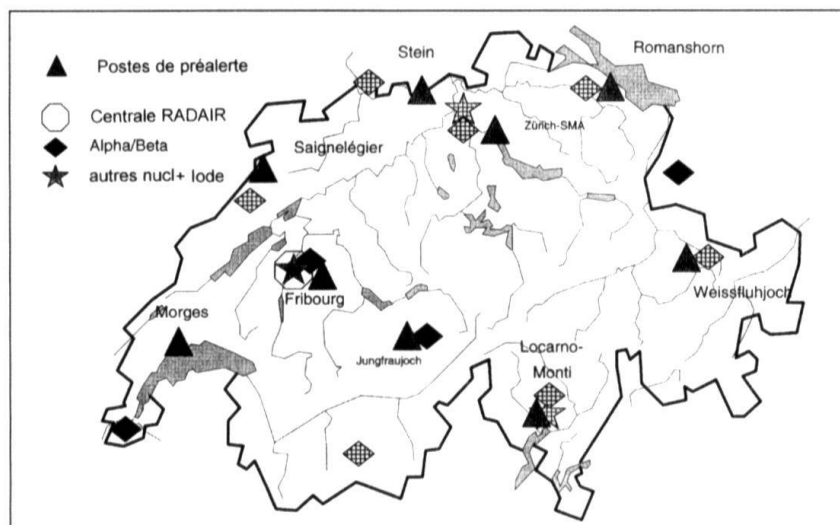 Postes de préalerte
Centrale RADAIR
Alpha/Beta
autres nucl+ Iode
Stein
Romanshorn
Zürich-SMA
Saignelégier
Fribourg
Weissfluhjoch
Morges
Jungfraujoch
Locarno-
Monti